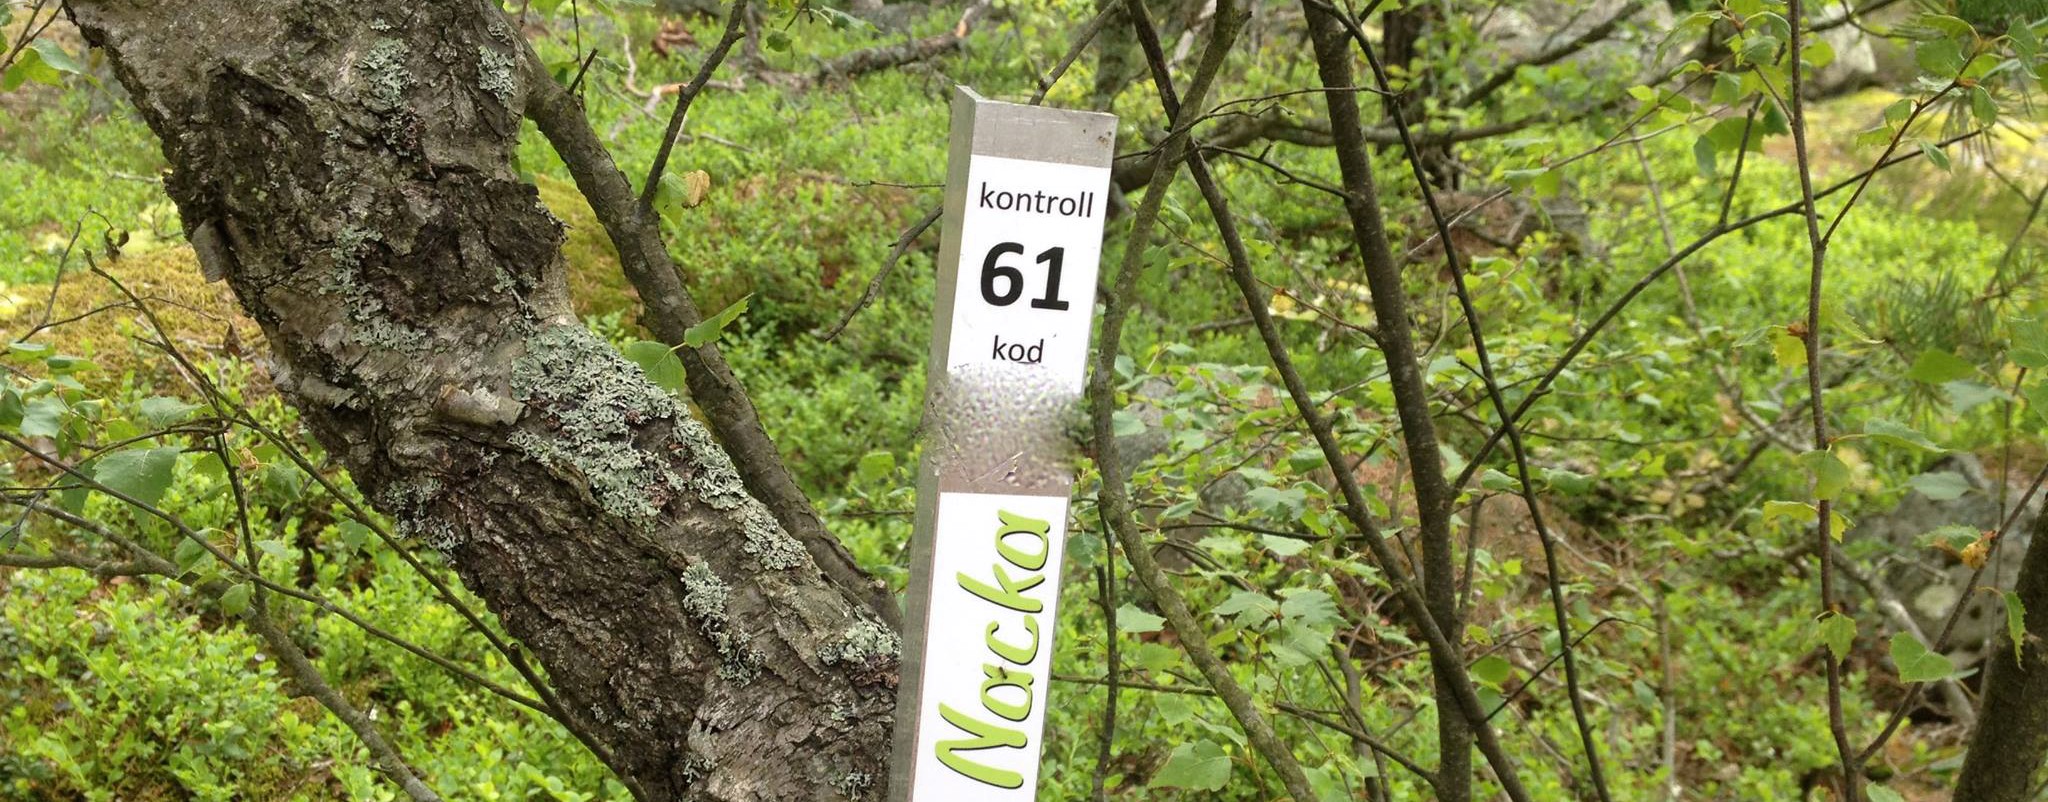 kontroll
61
kod
Nacka